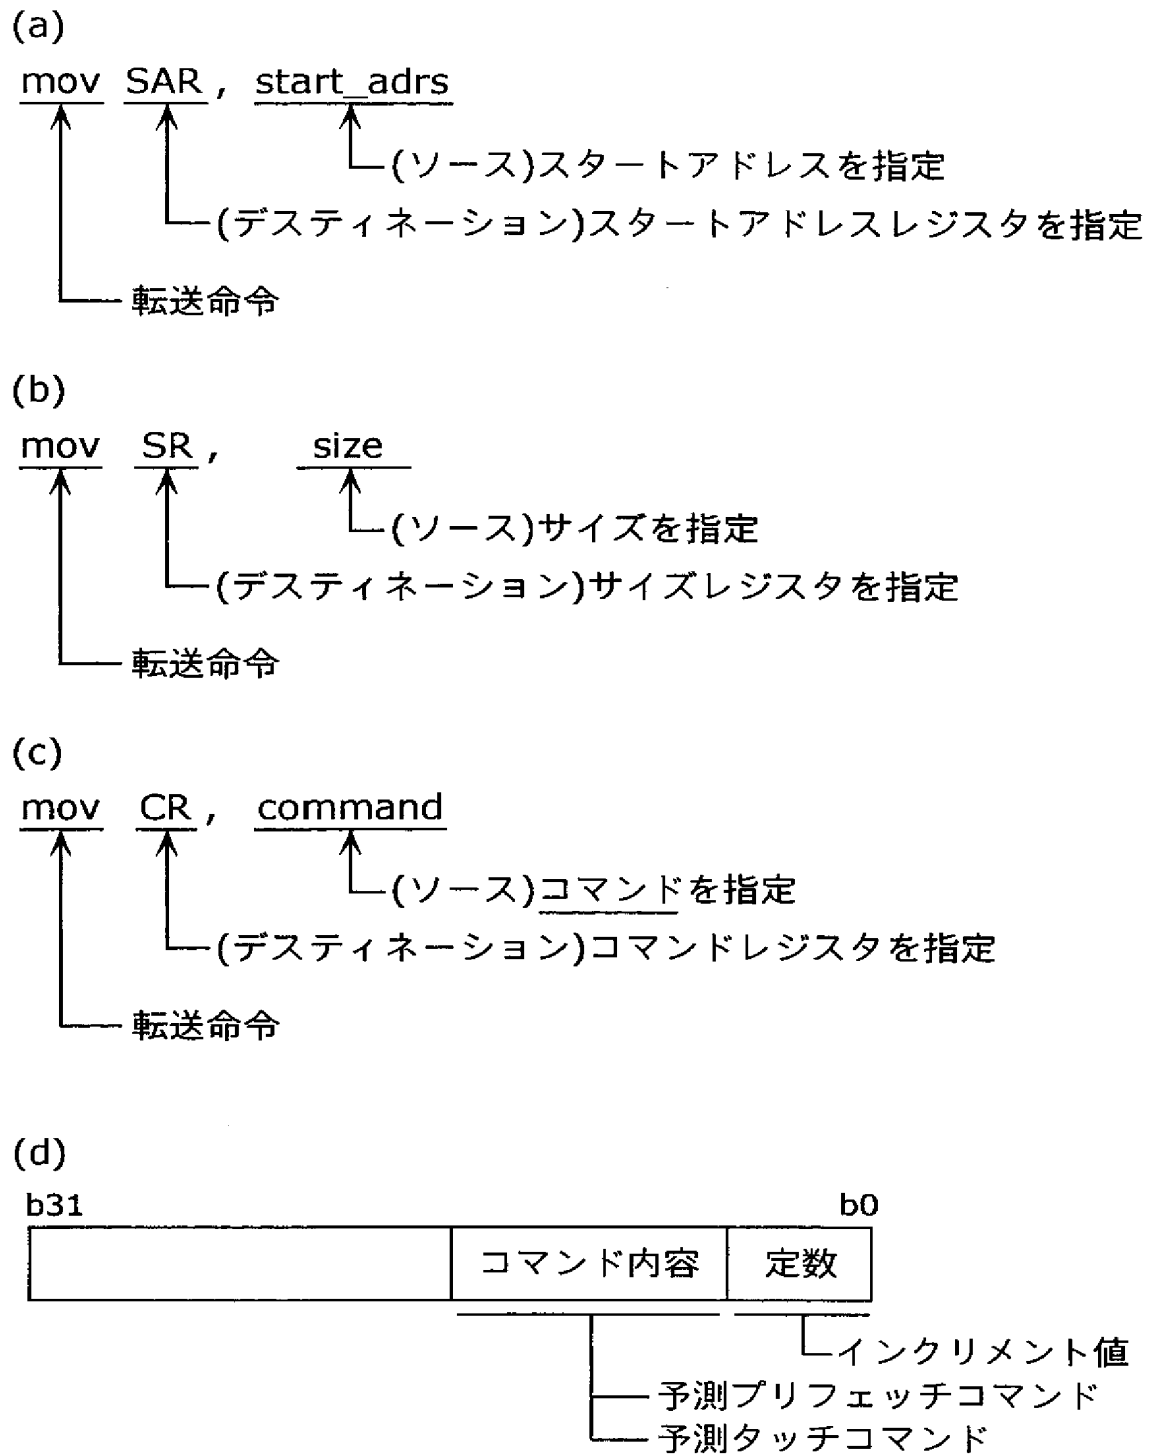 (a)
mov SAR, start_adrs
(ソース)スタートアドレスを指定
(デスティネーション)スタートアドレスレジスタを指定
転送命令
(b)
mov SR, size
(ソース)サイズを指定
(デスティネーション)サイズレジスタを指定
転送命令
(c)
mov CR, command
(ソース)コマンドを指定
(デスティネーション)コマンドレジスタを指定
転送命令
(d)
b31 b0
コマンド内容 定数
インクリメント値
予測プリフェッチコマンド
予測タッチコマンド